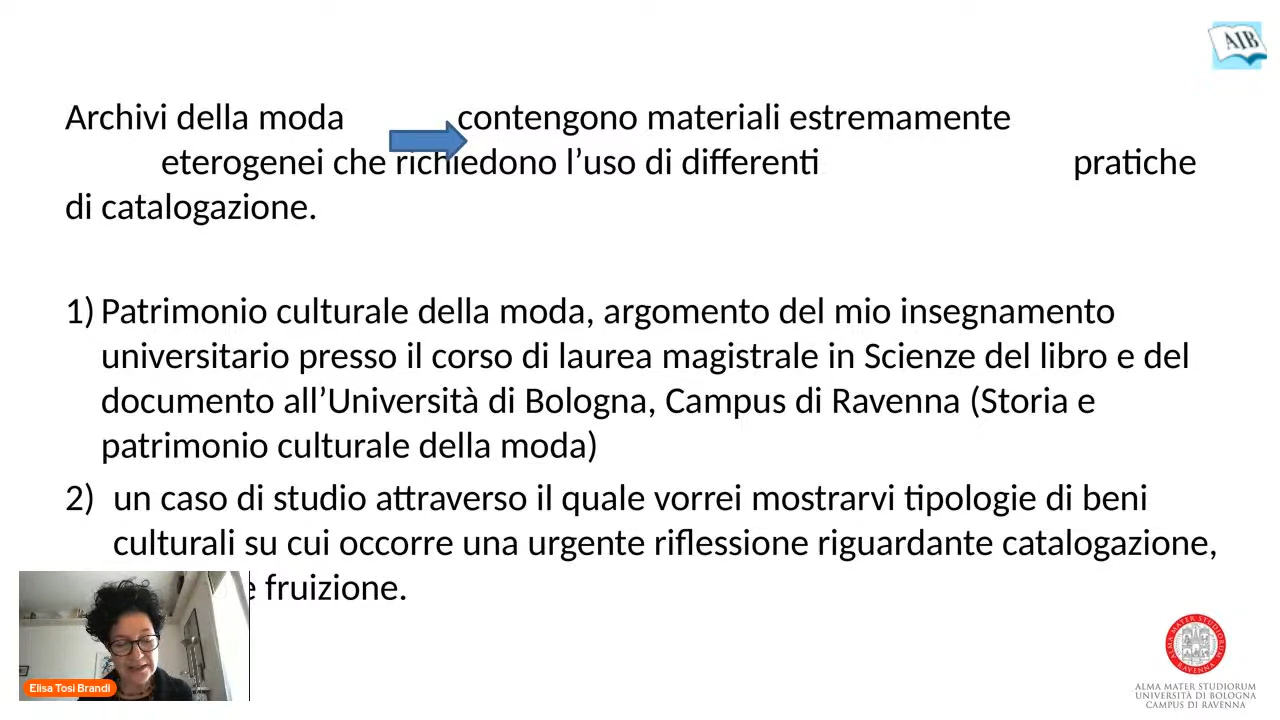 AIB
Archivi della moda contengono materiali estremamente
eterogenei che richiedono l’uso di differenti pratiche
di catalogazione.
1) Patrimonio culturale della moda, argomento del mio insegnamento
universitario presso il corso di laurea magistrale in Scienze del libro e del
documento all’Università di Bologna, Campus di Ravenna (Storia e
patrimonio culturale della moda)
2) un caso di studio attraverso il quale vorrei mostrarvi tipologie di beni
culturali su cui occorre una urgente riflessione riguardante catalogazione,
e fruizione.
Elisa Tosi Brandi
ALMA MATER STUDIORUM
RAVENNA
ALMA MATER STUDIORUM
UNIVERSITÀ DI BOLOGNA
CAMPUS DI RAVENNA